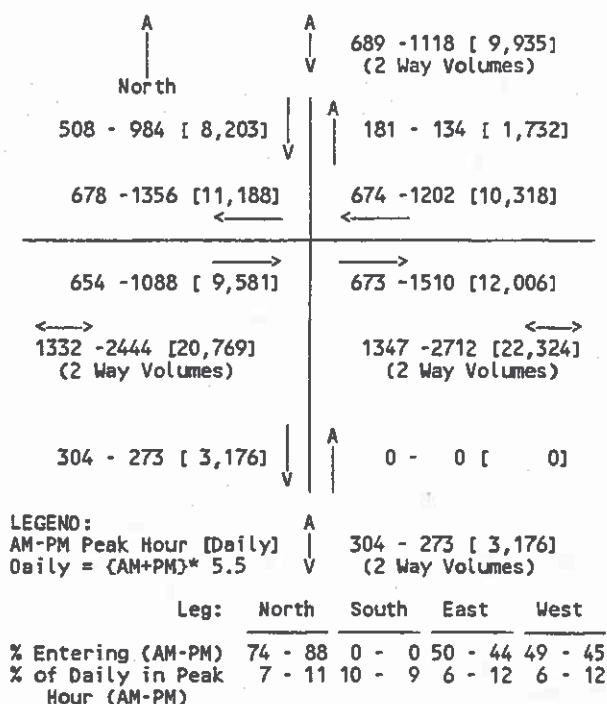 A A
689 -1118 [ 9,935]
V (2 Way Volumes)
North
A
508 - 984 [ 8,203] 181 - 134 [ 1,732]
V
678 -1356 [11,188] 674 -1202 [10,318]
<---- <----
----> ---->
654 -1088 [ 9,581] 673 -1510 [12,006]
<---> <--->
1332 -2444 [20,769] 1347 -2712 [22,324]
(2 Way Volumes) (2 Way Volumes)
A
304 - 273 [ 3,176] 0 - 0 [ 0]
V
LEGEND: A
AM-PM Peak Hour [Daily] 304 - 273 [ 3,176]
Daily = {AM+PM}* 5.5 V (2 Way Volumes)
Leg: North South East West
% Entering (AM-PM) 74 - 88 0 - 0 50 - 44 49 - 45
% of Daily in Peak 7 - 11 10 - 9 6 - 12 6 - 12
Hour (AM-PM)